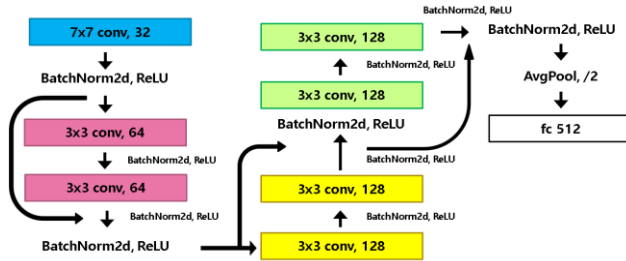 7x7 conv, 32
BatchNorm2d, ReLU
3x3 conv, 64
BatchNorm2d, ReLU
3x3 conv, 64
BatchNorm2d, ReLU
BatchNorm2d, ReLU
3x3 conv, 128
BatchNorm2d, ReLU
3x3 conv, 128
BatchNorm2d, ReLU
BatchNorm2d, ReLU
3x3 conv, 128
BatchNorm2d, ReLU
3x3 conv, 128
BatchNorm2d, ReLU
BatchNorm2d, ReLU
AvgPool, /2
fc 512